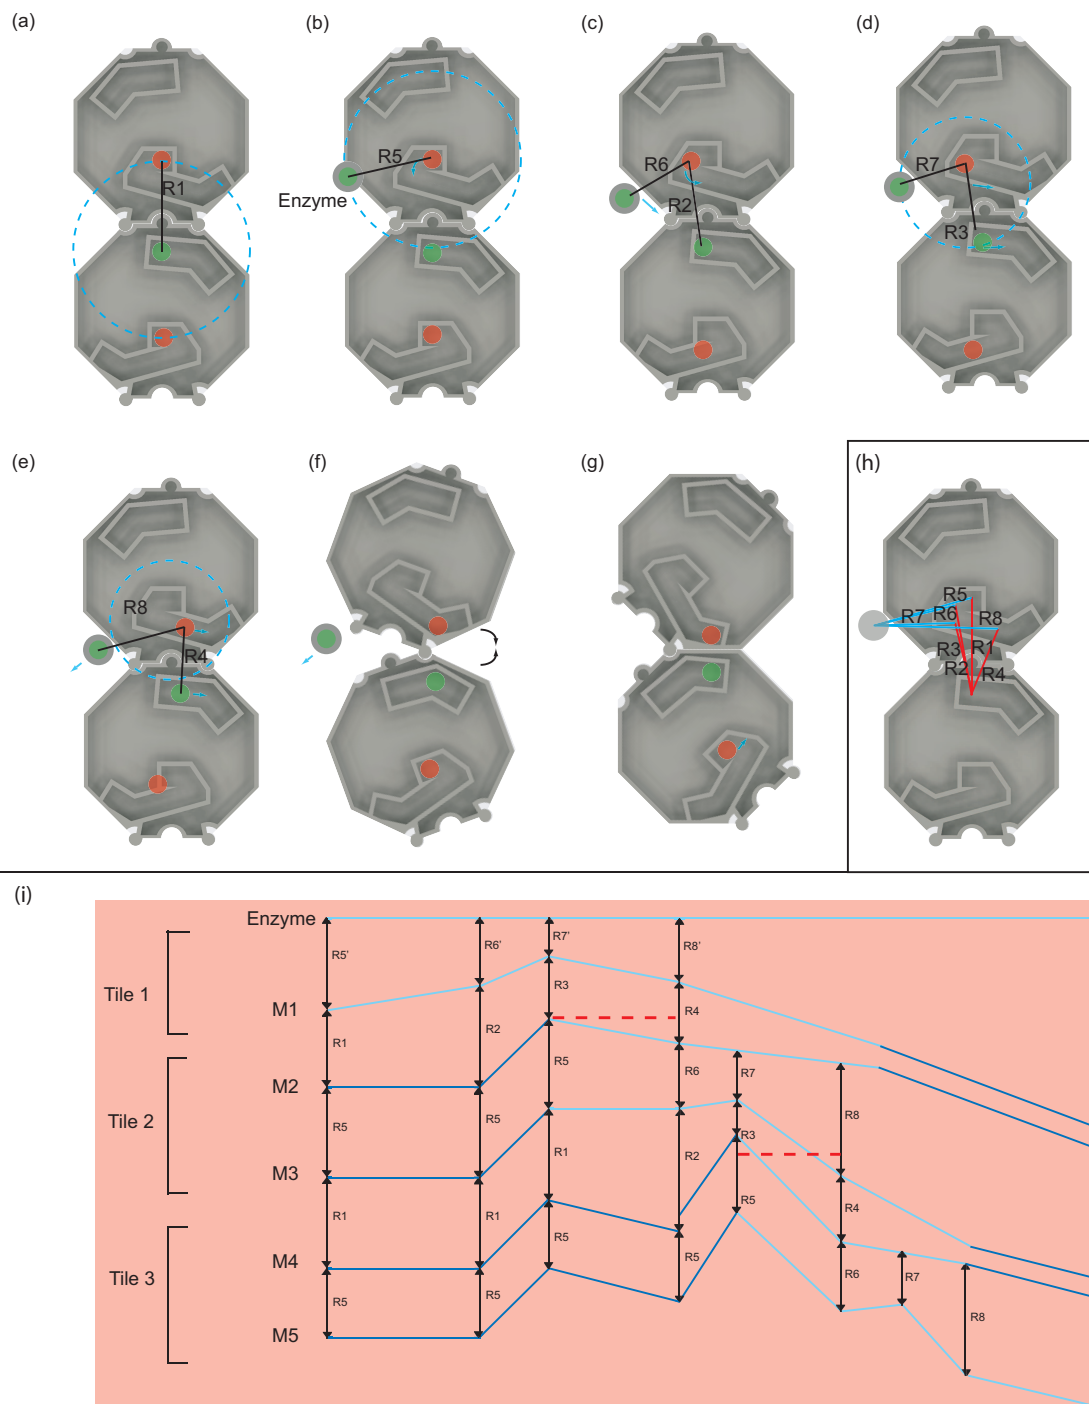 (a)
(b)
(c)
(d)
R1
R5
Enzyme
R6
R2
R7
R3
(e)
(f)
(g)
(h)
R8
R4
R5
R6
R7
R8
R3
R1
R2
R4
(i)
Enzyme
Tile 1
M1
Tile 2
M2
M3
Tile 3
M4
M5
R5'
R6'
R7'
R8'
R1
R2
R3
R4
R5
R5
R5
R6
R7
R8
R1
R1
R1
R2
R3
R4
R5
R5
R5
R5
R5
R6
R7
R8